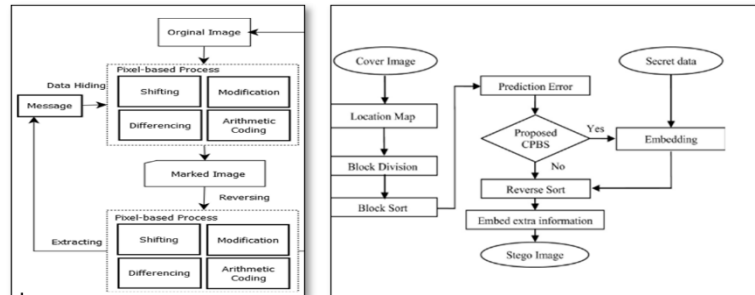 Orginal Image
Pixel-based Process
Data Hiding
Shifting
Modification
Message
Differencing
Arithmetic
Coding
Marked Image
Reversing
Pixel-based Process
Extracting
Shifting
Modification
Differencing
Arithmetic
Coding
Cover Image
Location Map
Block Division
Block Sort
Prediction Error
Proposed
CPBS
Yes
No
Reverse Sort
Embed extra information
Stego Image
Secret data
Embedding